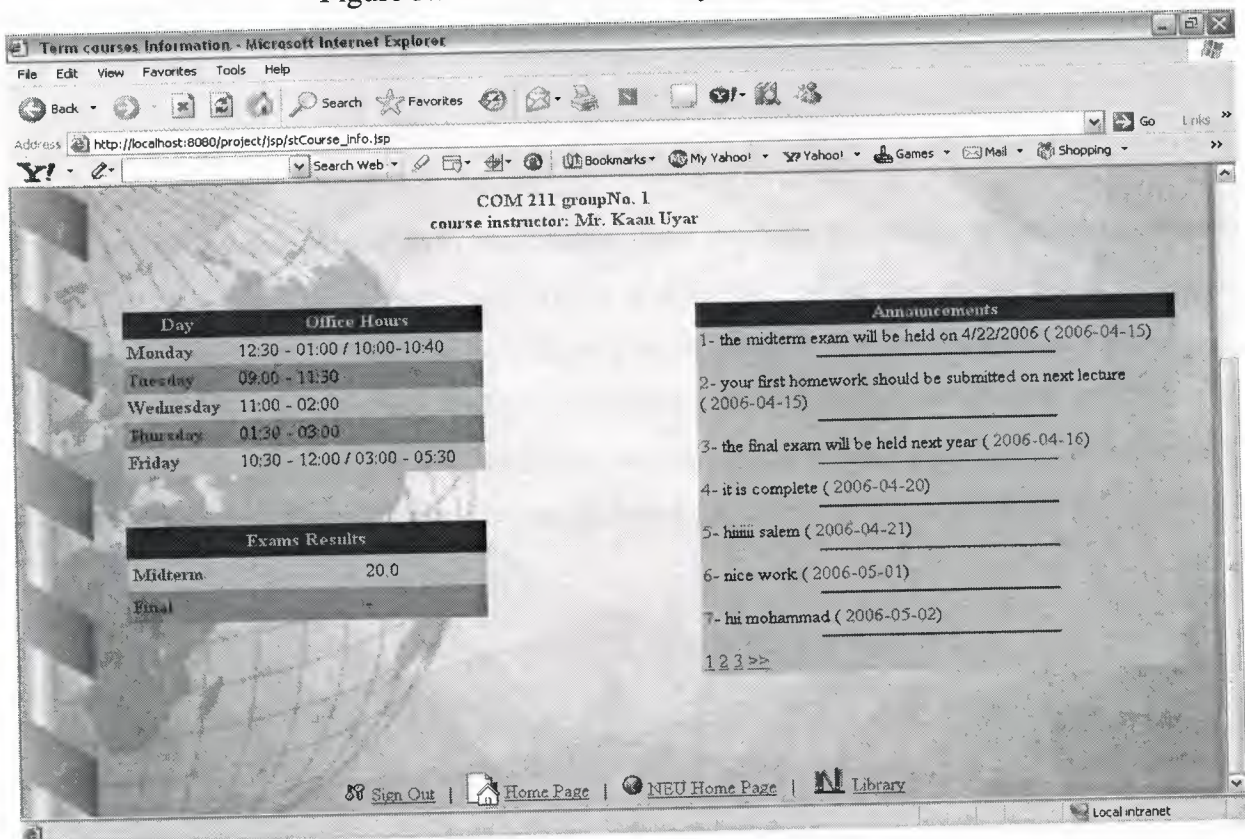 Term courses Information - Microsoft Internet Explorer
File Edit View Favorites Tools Help
Back Search Favorites
Address http://localhost:8080/project/jsp/stCourse_info.jsp Go Links »
Y! Search Web Bookmarks My Yahoo! Yahoo! Games Mail Shopping »
COM 211 groupNo. 1
course instructor: Mr. Kaan Uyar
Day Office Hours
Monday 12:30 - 01:00 / 10:00-10:40
Tuesday 09:00 - 11:30
Wednesday 11:00 - 02:00
Thursday 01:30 - 03:00
Friday 10:30 - 12:00 / 03:00 - 05:30
Exams Results
Midterm 20.0
Final -
Announcements
1- the midterm exam will be held on 4/22/2006 ( 2006-04-15)
2- your first homework should be submitted on next lecture
( 2006-04-15)
3- the final exam will be held next year ( 2006-04-16)
4- it is complete ( 2006-04-20)
5- hiiiiii salem ( 2006-04-21)
6- nice work ( 2006-05-01)
7- hii mohammad ( 2006-05-02)
1 2 3 >>
Sign Out | Home Page | NEU Home Page | Library
Local intranet